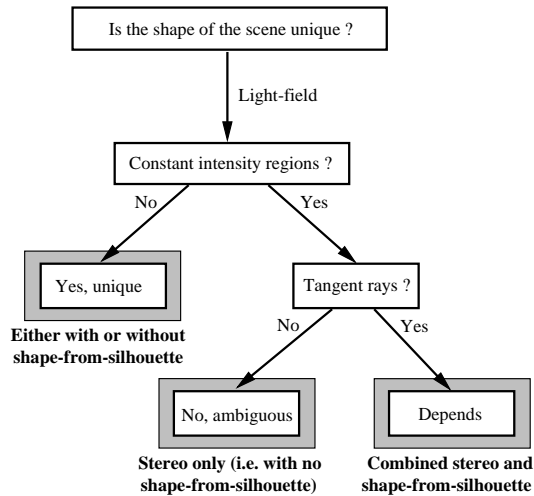 Is the shape of the scene unique ?
Light-field
Constant intensity regions ?
No
Yes
Yes, unique
Tangent rays ?
Either with or without
shape-from-silhouette
No
Yes
No, ambiguous
Depends
Stereo only (i.e. with no
shape-from-silhouette)
Combined stereo and
shape-from-silhouette